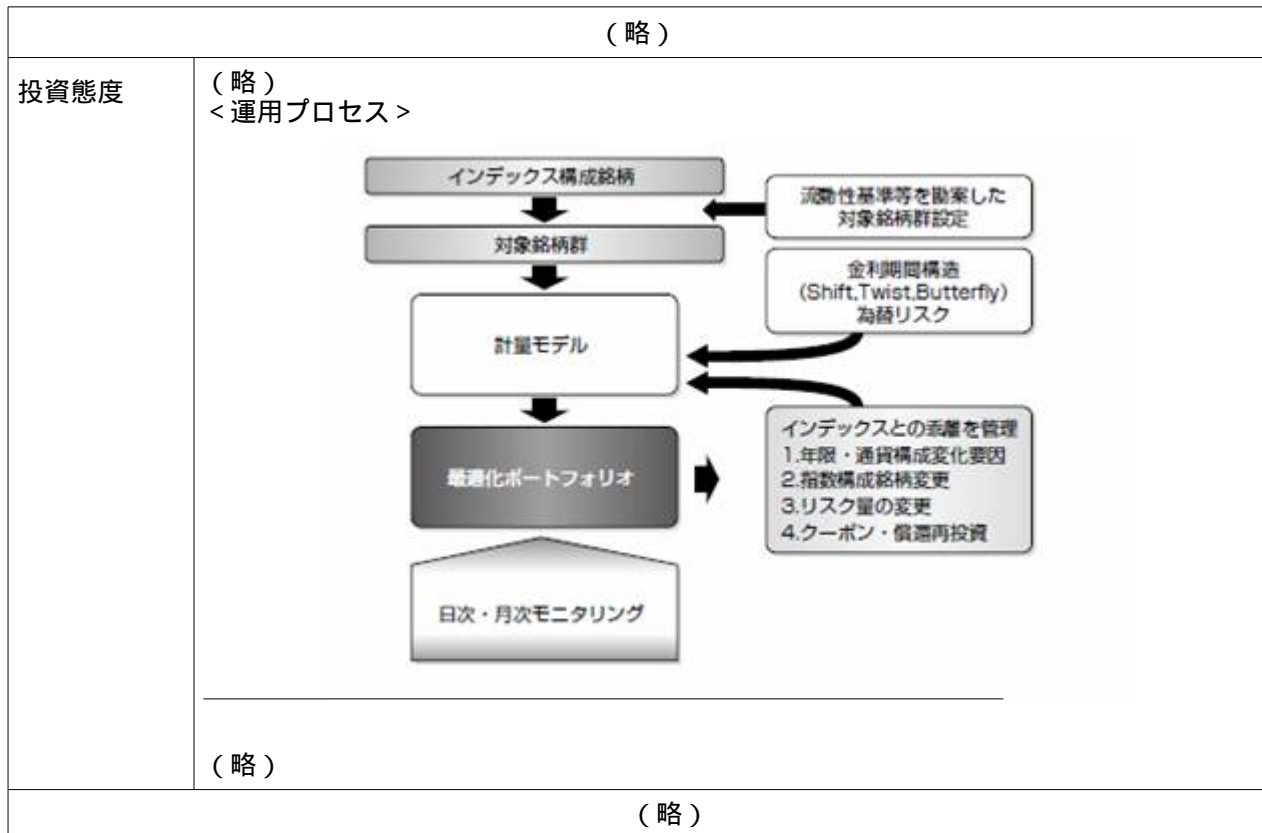 （略）
投資態度
（略）
＜運用プロセス＞
インデックス構成銘柄
流動性基準等を勘案した
対象銘柄群設定
対象銘柄群
金利期間構造
(Shift,Twist,Butterfly)
為替リスク
計量モデル
インデックスとの乖離を管理
1.年限・通貨構成変化要因
2.指数構成銘柄変更
3.リスク量の変更
4.クーポン・償還再投資
最適化ポートフォリオ
日次・月次モニタリング
（略）
（略）